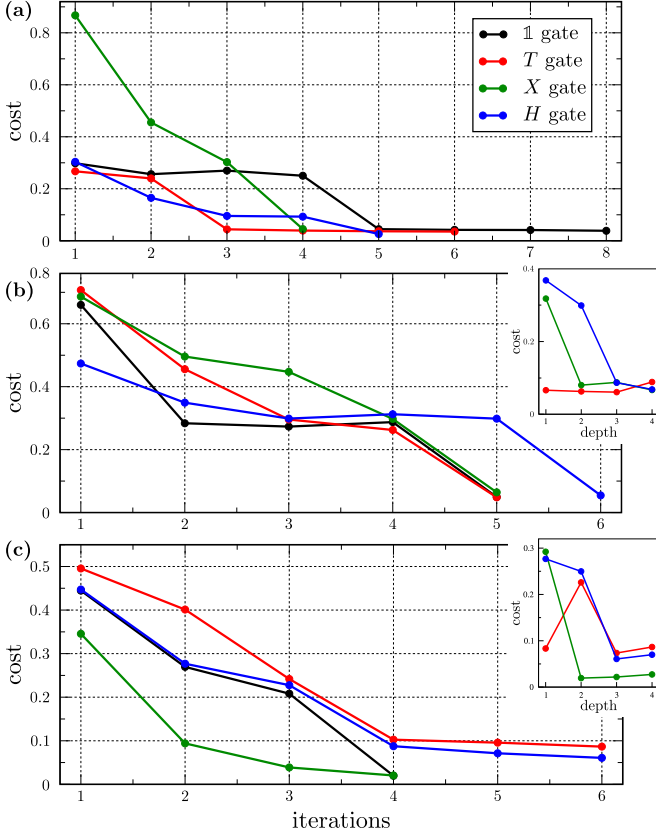 (a)
cost
0.8
0.6
0.4
0.2
0
1 2 3 4 5 6 7 8
𝟙 gate
T gate
X gate
H gate
(b)
cost
0.8
0.6
0.4
0.2
0
1 2 3 4 5 6
cost
0.4
0.2
0
1 2 3 4
depth
(c)
cost
0.5
0.4
0.3
0.2
0.1
0
1 2 3 4 5 6
iterations
cost
0.3
0.2
0.1
0
1 2 3 4
depth